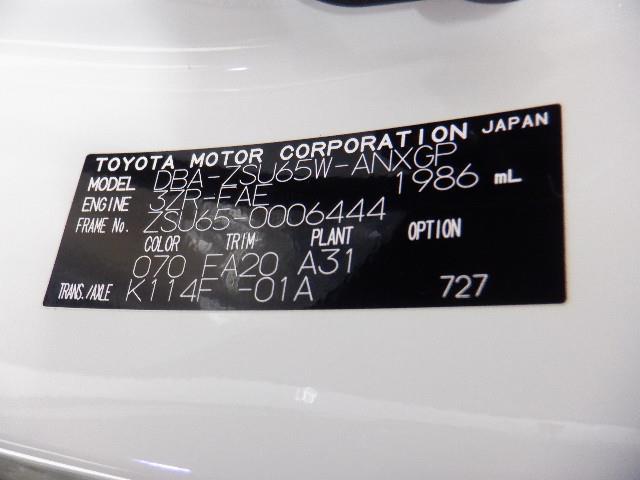 TOYOTA MOTOR CORPORATION JAPAN
MODEL DBA-ZSU65W-ANXGP
ENGINE 3ZR-FAE 1986 mL
FRAME No. ZSU65-0006444
COLOR TRIM PLANT OPTION
070 FA20 A31
TRANS./AXLE K114F -01A 727